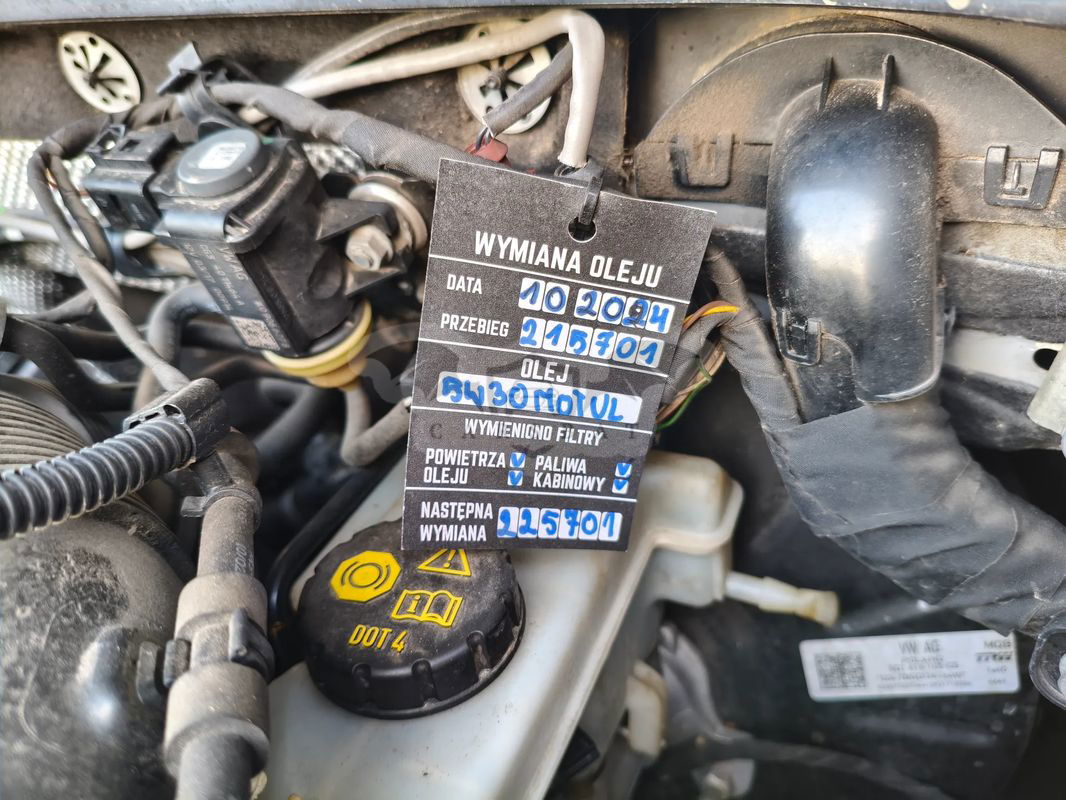 WYMIANA OLEJU
DATA 10 2024
PRZEBIEG 215701
OLEJ
5W30 MOTUL
WYMIENIONO FILTRY
POWIETRZA PALIWA
OLEJU KABINOWY
NASTĘPNA
WYMIANA 225701
DOT 4
VW AG
POLAND